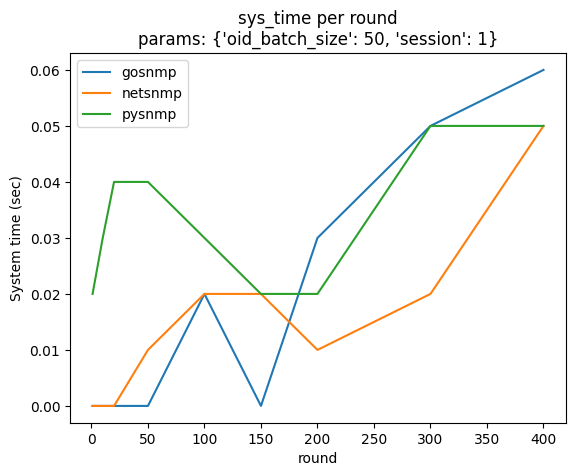 sys_time per round
params: {'oid_batch_size': 50, 'session': 1}
gosnmp
netsnmp
pysnmp
System time (sec)
0.06
0.05
0.04
0.03
0.02
0.01
0.00
0 50 100 150 200 250 300 350 400
round